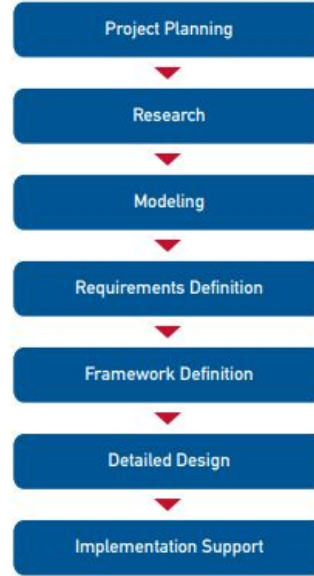 Project Planning
Research
Modeling
Requirements Definition
Framework Definition
Detailed Design
Implementation Support